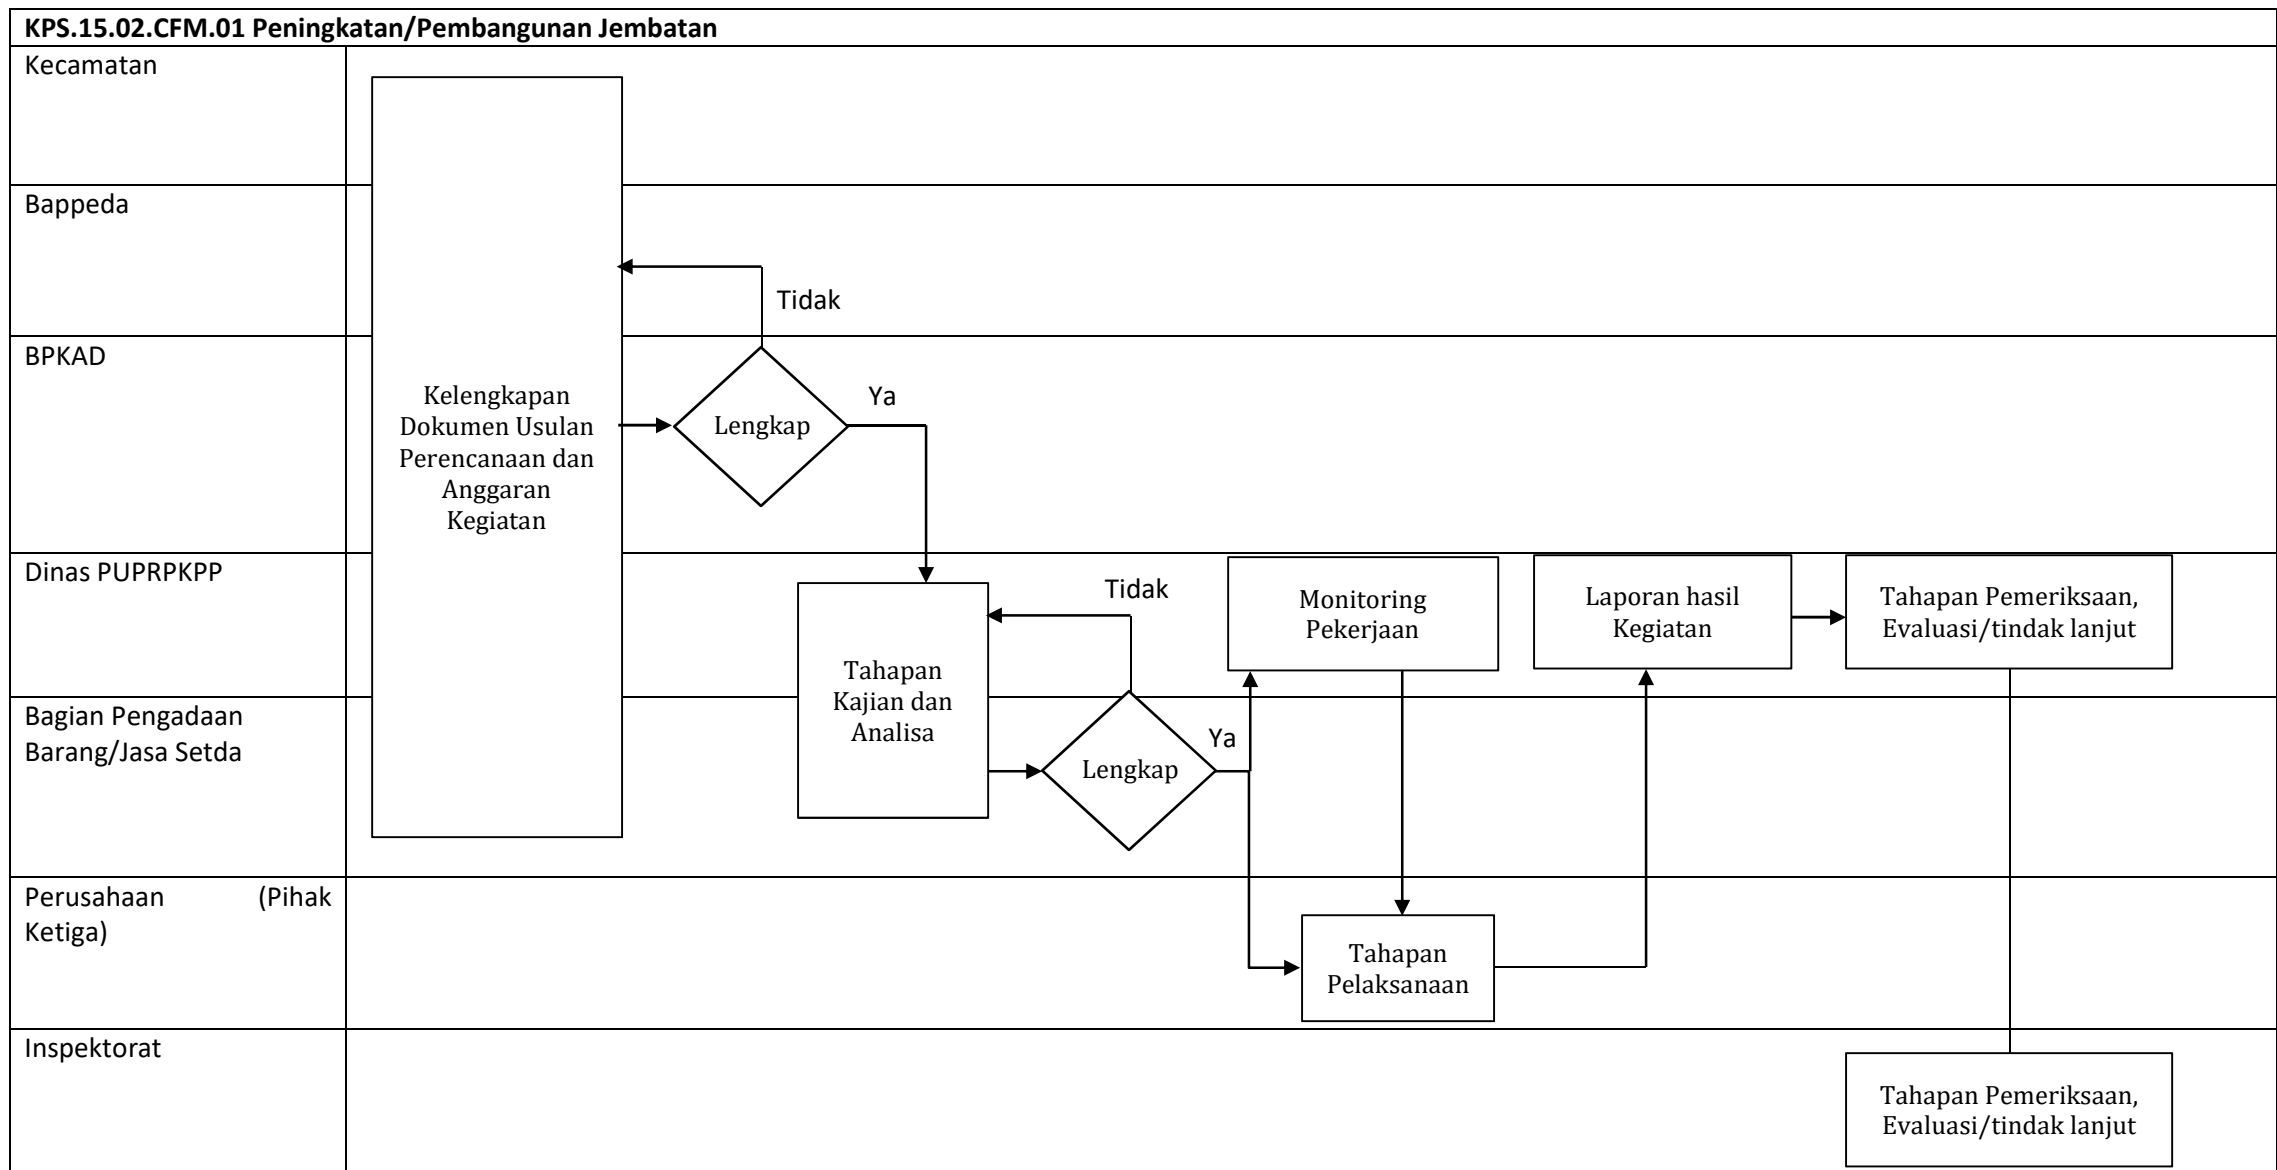 KPS.15.02.CFM.01 Peningkatan/Pembangunan Jembatan
Kecamatan
Bappeda
Tidak
BPKAD
Kelengkapan
Dokumen Usulan
Perencanaan dan
Anggaran
Kegiatan
Lengkap
Ya
Dinas PUPRPKPP
Tahapan
Kajian dan
Analisa
Tidak
Monitoring
Pekerjaan
Laporan hasil
Kegiatan
Tahapan Pemeriksaan,
Evaluasi/tindak lanjut
Bagian Pengadaan
Barang/Jasa Setda
Lengkap
Ya
Perusahaan (Pihak
Ketiga)
Tahapan
Pelaksanaan
Inspektorat
Tahapan Pemeriksaan,
Evaluasi/tindak lanjut